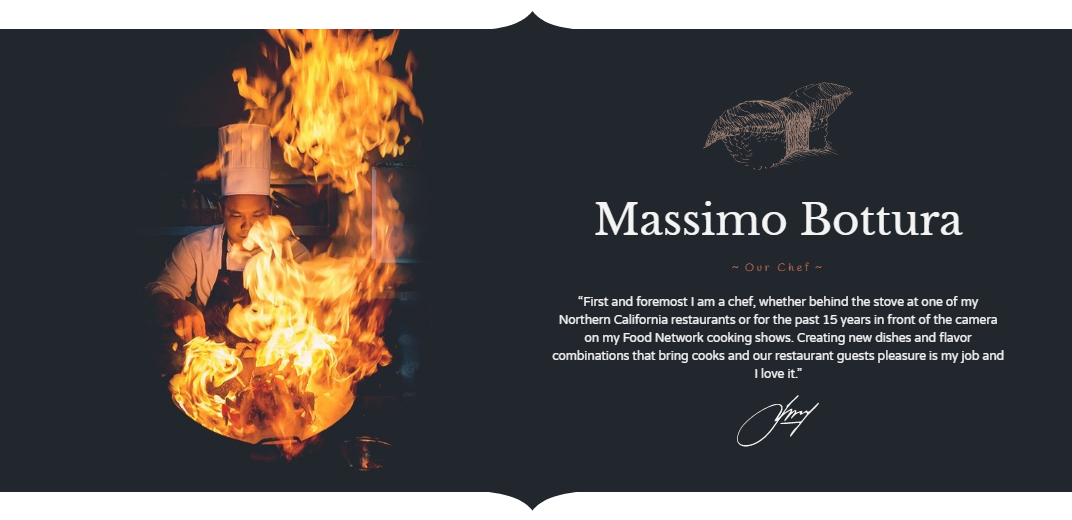 Massimo Bottura
~ Our Chef ~
“First and foremost I am a chef, whether behind the stove at one of my
Northern California restaurants or for the past 15 years in front of the camera
on my Food Network cooking shows. Creating new dishes and flavor
combinations that bring cooks and our restaurant guests pleasure is my job and
I love it.”